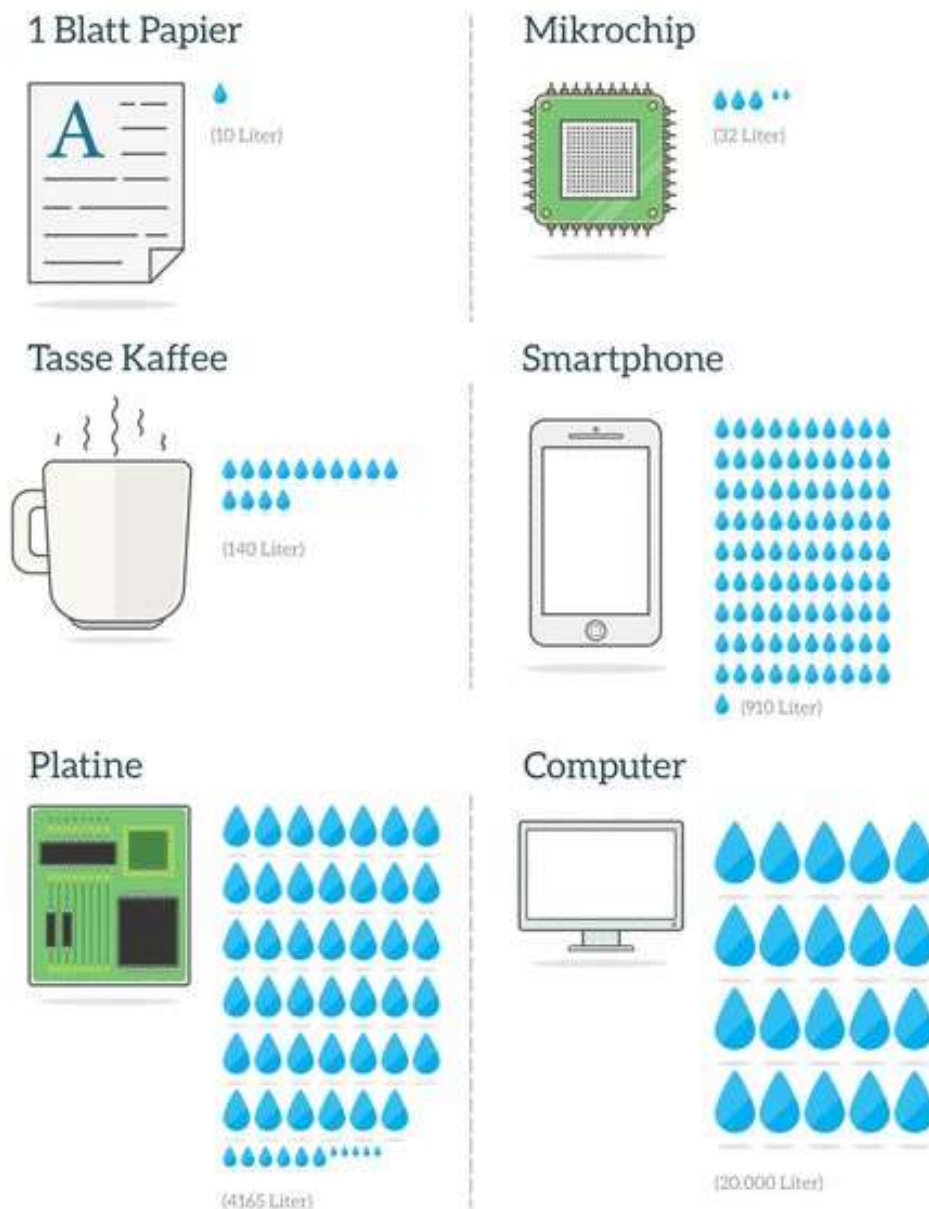 1 Blatt Papier
A
(10 Liter)
Mikrochip
(32 Liter)
Tasse Kaffee
(140 Liter)
Smartphone
(910 Liter)
Platine
(4165 Liter)
Computer
(20.000 Liter)